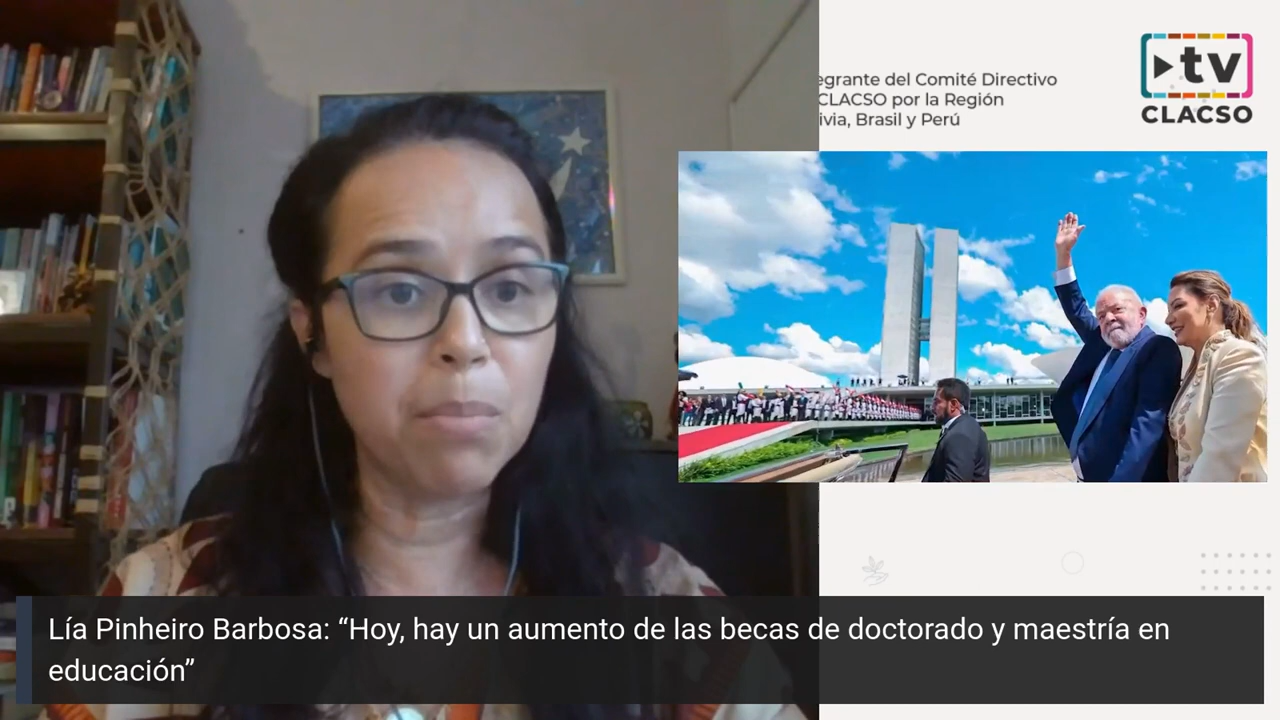 egrante del Comité Directivo
CLACSO por la Región
ivia, Brasil y Perú
tv
CLACSO
Lía Pinheiro Barbosa: “Hoy, hay un aumento de las becas de doctorado y maestría en
educación”